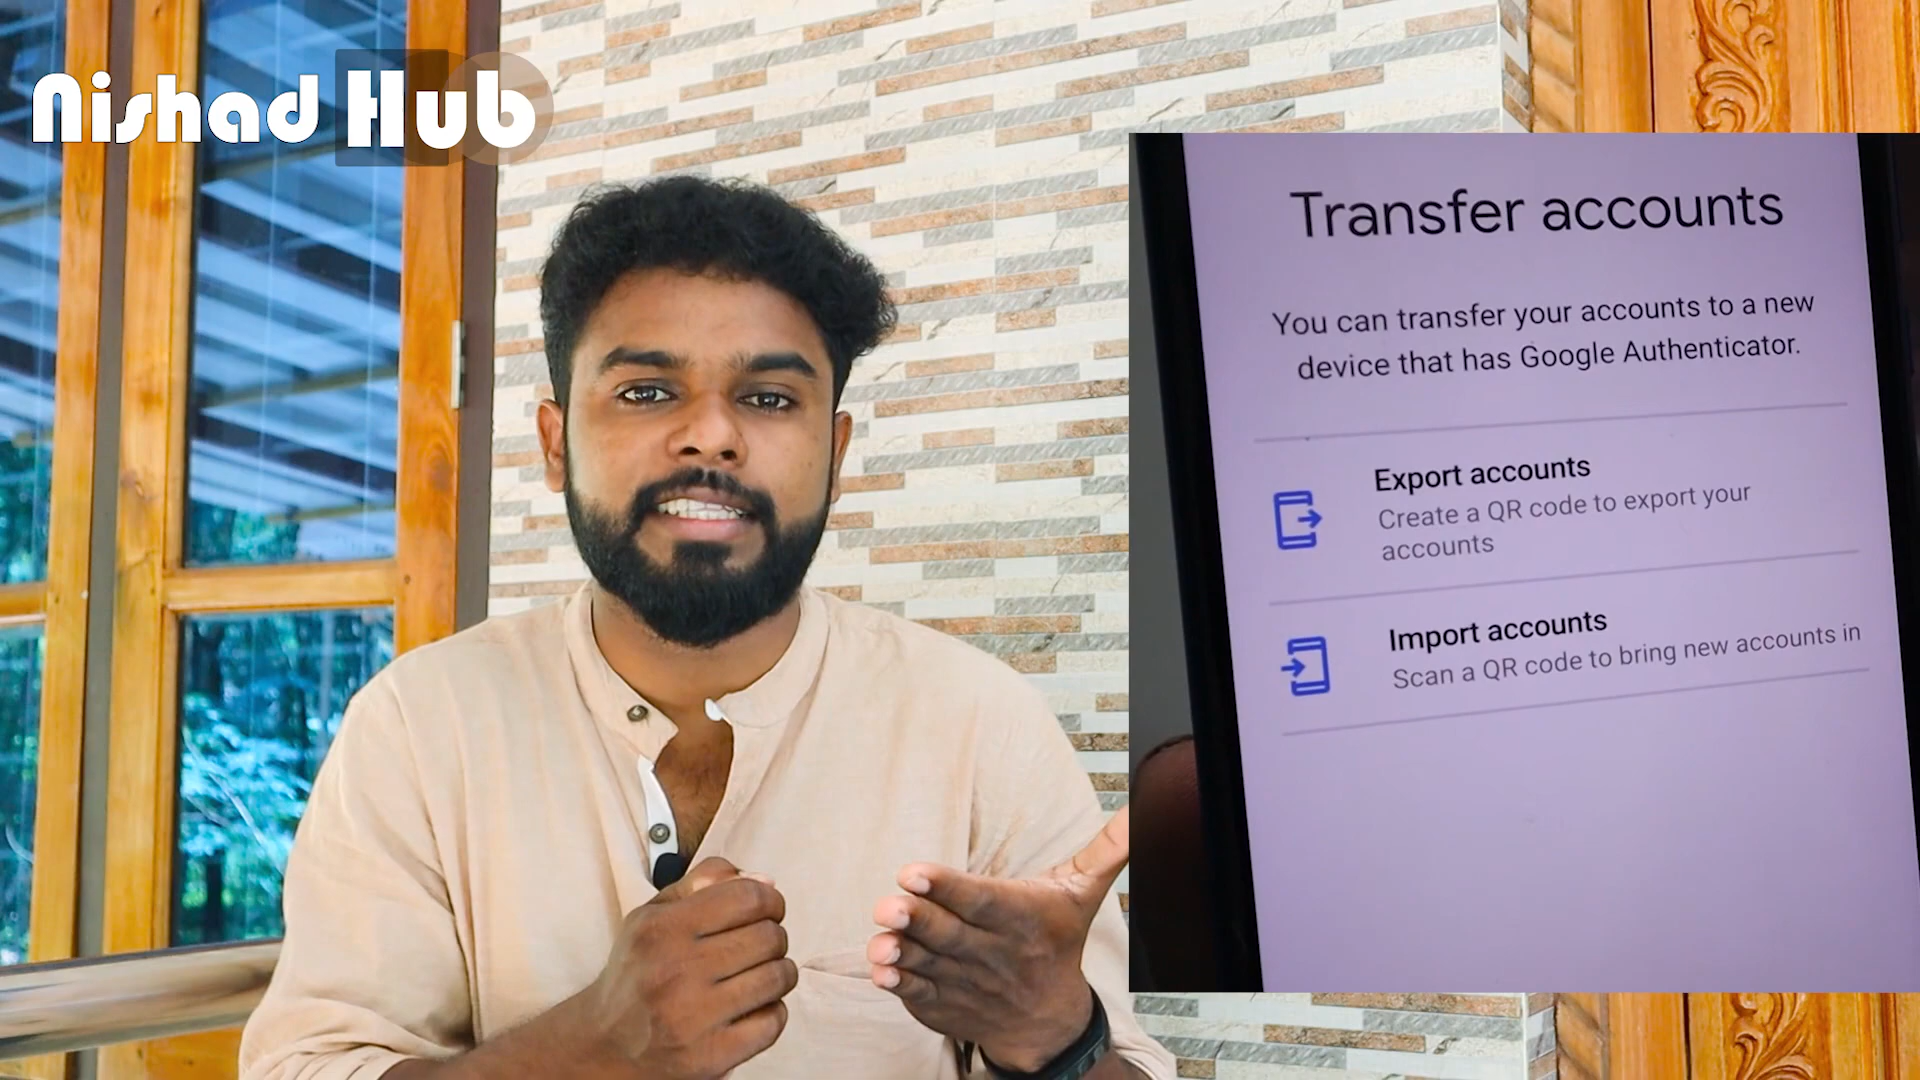 Nishad Hub
Transfer accounts
You can transfer your accounts to a new
device that has Google Authenticator.
Export accounts
Create a QR code to export your
accounts
Import accounts
Scan a QR code to bring new accounts in